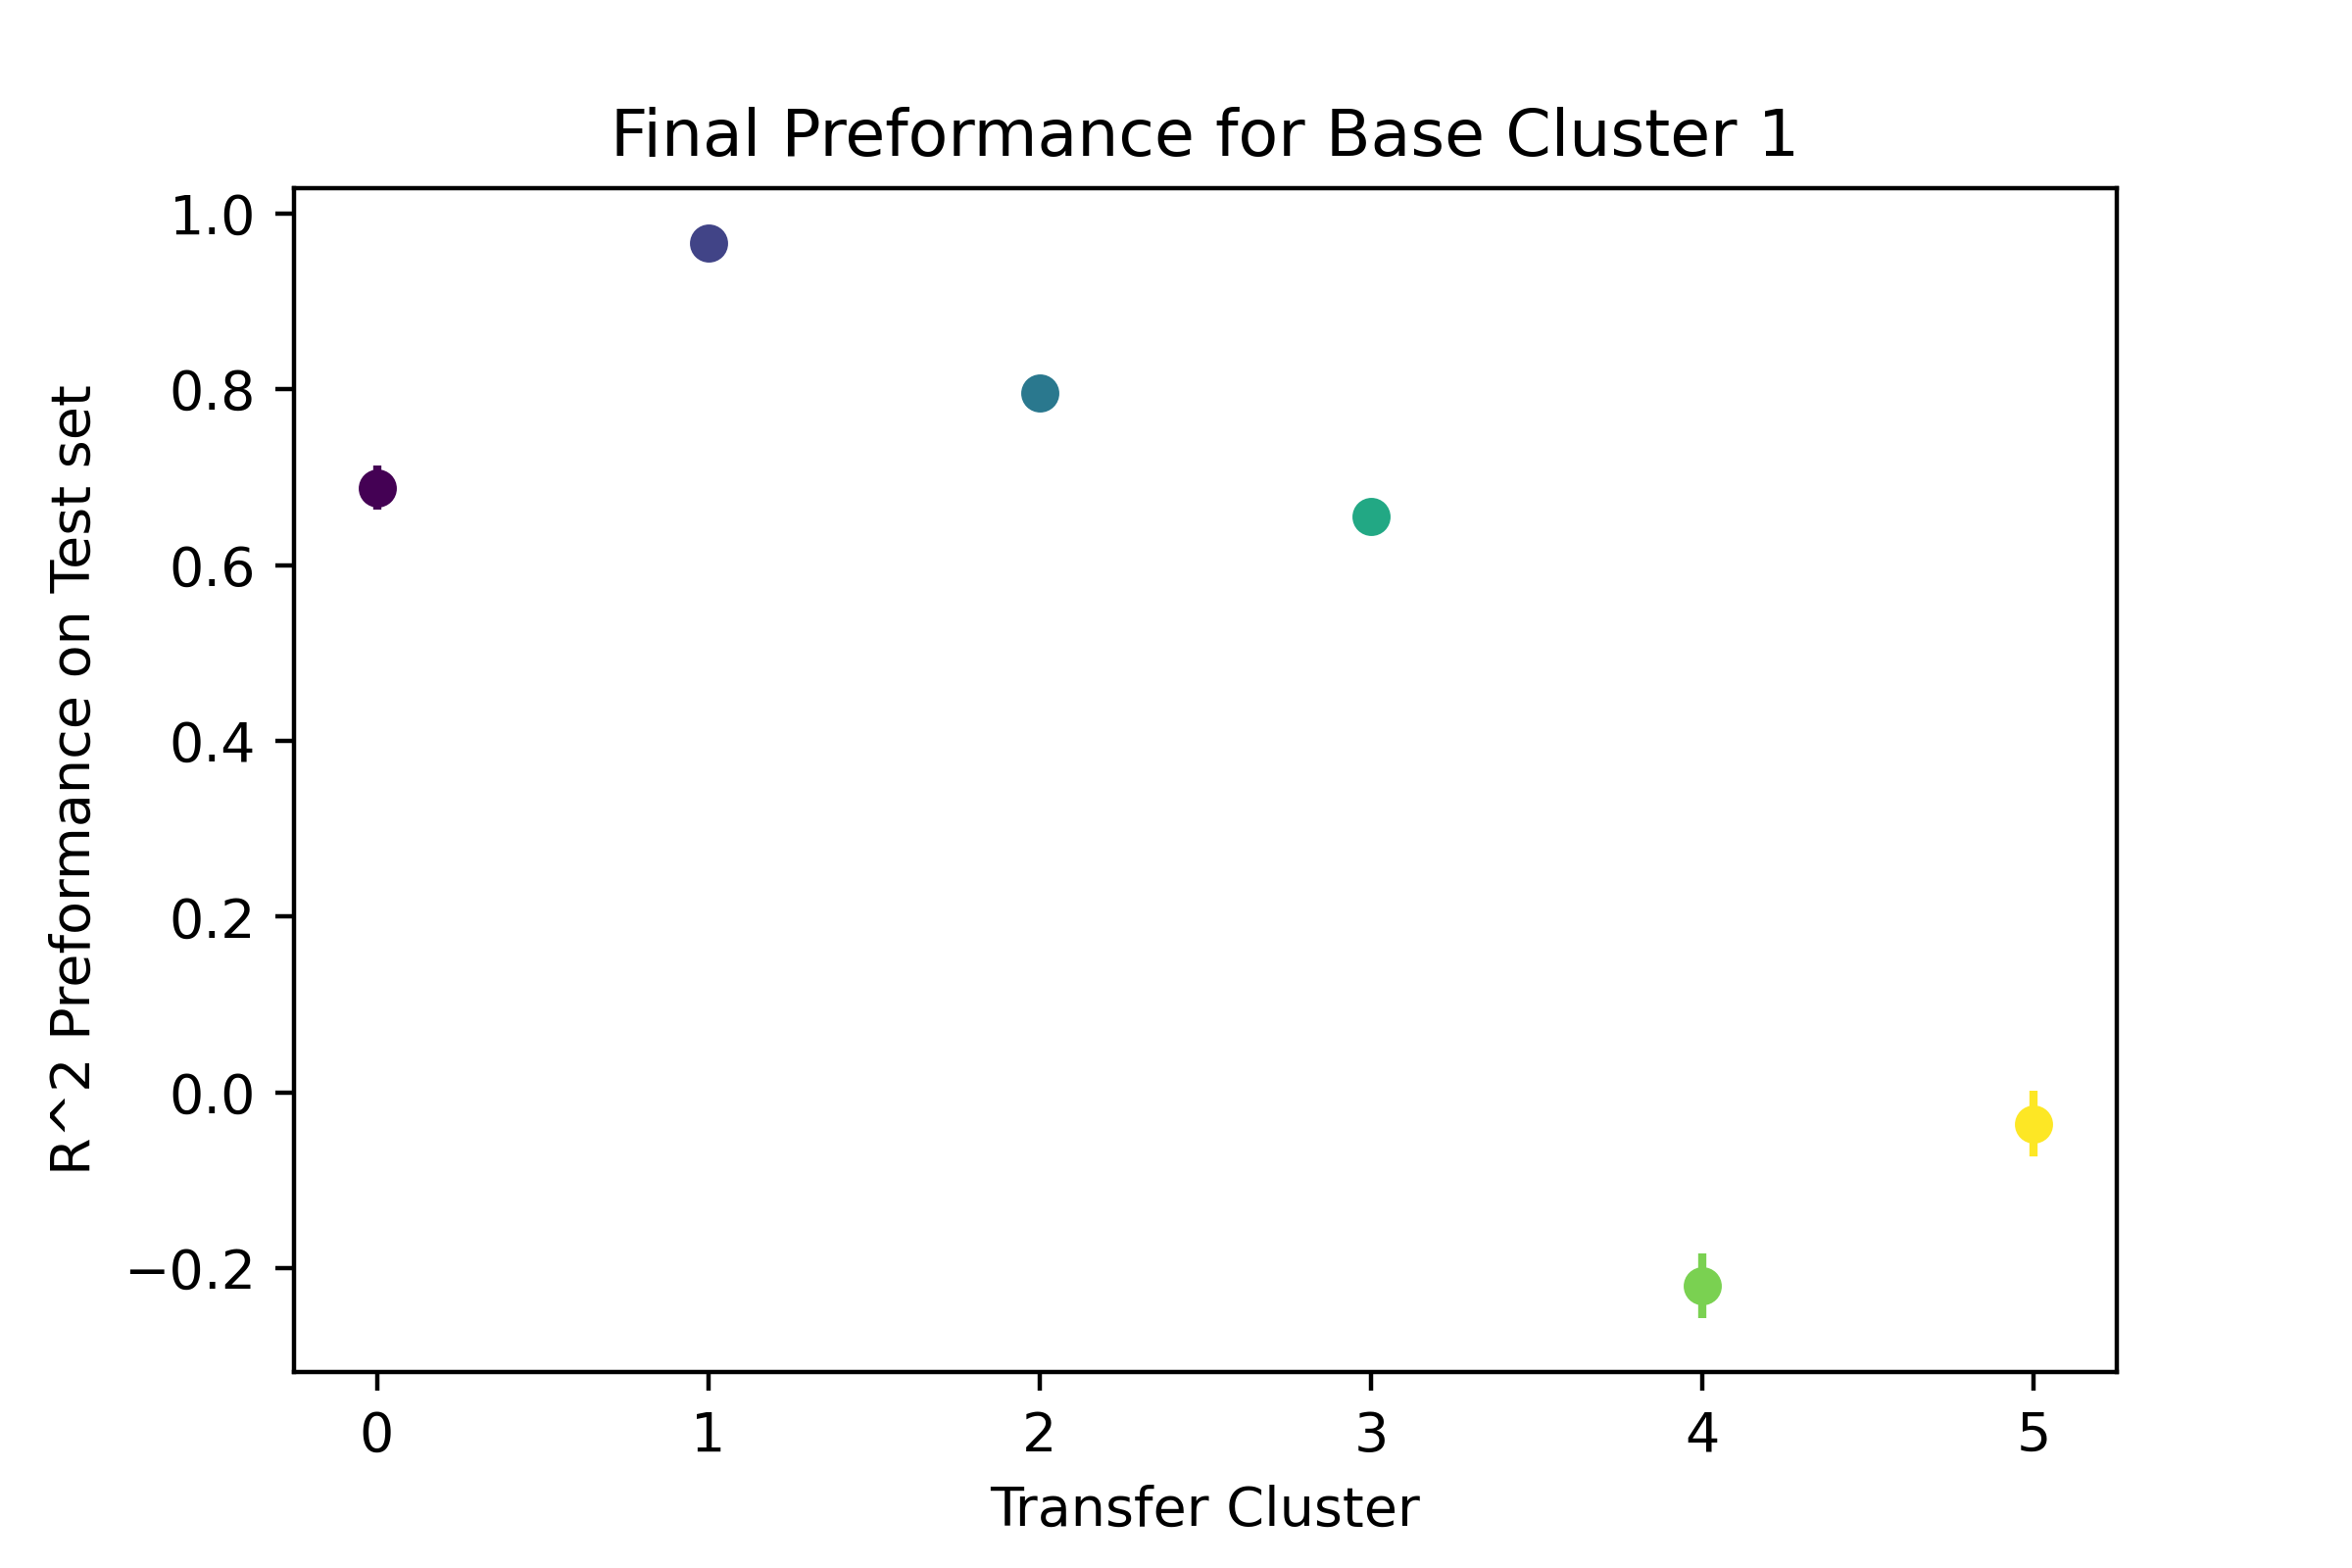 Final Preformance for Base Cluster 1
R^2 Preformance on Test set
1.0
0.8
0.6
0.4
0.2
0.0
−0.2
0 1 2 3 4 5
Transfer Cluster